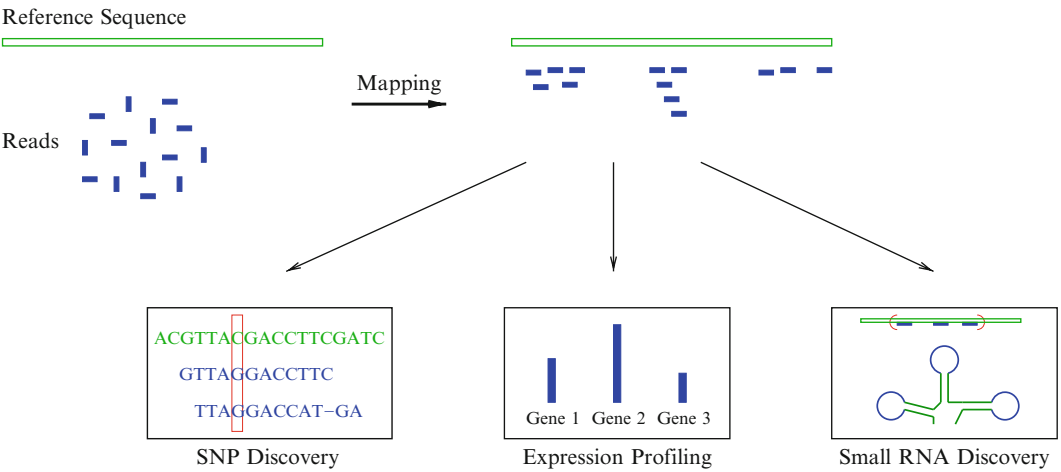 Reference Sequence
Mapping
Reads
ACGTTACGACCTTCGATC
GTTAGGACCTTC
TTAGGACCAT−GA
Gene 1 Gene 2 Gene 3
SNP Discovery
Expression Profiling
Small RNA Discovery